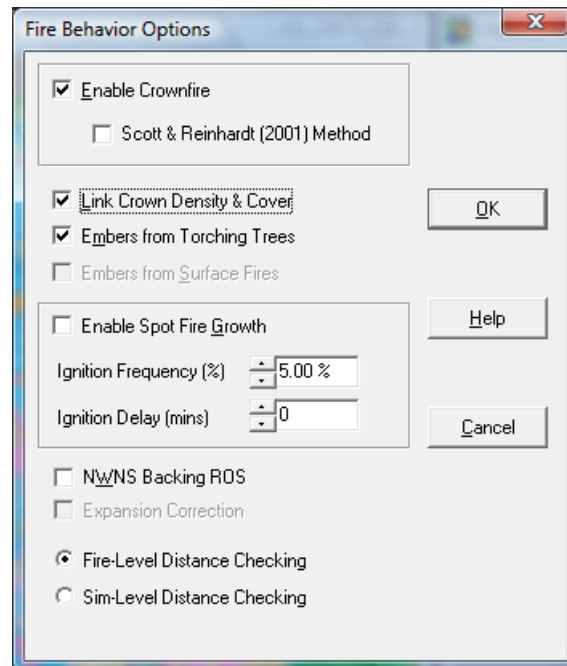 Fire Behavior Options
Enable Crownfire
Scott & Reinhardt (2001) Method
Link Crown Density & Cover
OK
Embers from Torching Trees
Embers from Surface Fires
Enable Spot Fire Growth
Help
Ignition Frequency (%) 5.00 %
Ignition Delay (mins) 0
Cancel
NWNS Backing ROS
Expansion Correction
Fire-Level Distance Checking
Sim-Level Distance Checking